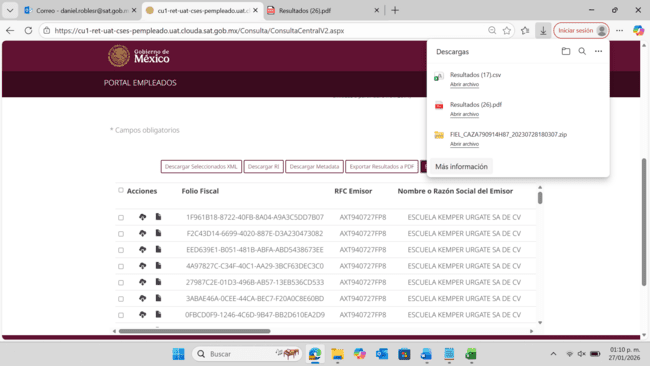 Correo - daniel.roblesr@sat.gob.m
cu1-ret-uat-cses-pempleado.uat.c
Resultados (26).pdf
https://cu1-ret-uat-cses-pempleado.uat.clouda.sat.gob.mx/Consulta/ConsultaCentralV2.aspx
Iniciar sesión
Gobierno de
México
PORTAL EMPLEADOS
Descargas
Resultados (17).csv
Abrir archivo
Resultados (26).pdf
Abrir archivo
FIEL_CAZA790914H87_20230728180307.zip
Abrir archivo
Más información
* Campos obligatorios
Descargar Seleccionados XML
Descargar RI
Descargar Metadata
Exportar Resultados a PDF
Acciones Folio Fiscal RFC Emisor Nombre o Razón Social del Emisor
1F961B18-8722-40FB-8A04-A9A3C5DD7B07 AXT940727FP8 ESCUELA KEMPER URGATE SA DE CV
F2C43D14-6699-4020-887E-D3A230473082 AXT940727FP8 ESCUELA KEMPER URGATE SA DE CV
EED639E1-B051-481B-ABFA-ABD5438673EE AXT940727FP8 ESCUELA KEMPER URGATE SA DE CV
4A97827C-C34F-40C1-AA29-3BCF63DEC3C0 AXT940727FP8 ESCUELA KEMPER URGATE SA DE CV
27987C2E-01D3-496B-AB57-13EB536CD533 AXT940727FP8 ESCUELA KEMPER URGATE SA DE CV
3ABAE46A-0CEE-44CA-BEC7-F20A0C8E60BD AXT940727FP8 ESCUELA KEMPER URGATE SA DE CV
0FBCD0F9-1246-4C6D-9B47-BB2D610EA2D9 AXT940727FP8 ESCUELA KEMPER URGATE SA DE CV
Buscar
01:10 p. m.
27/01/2026